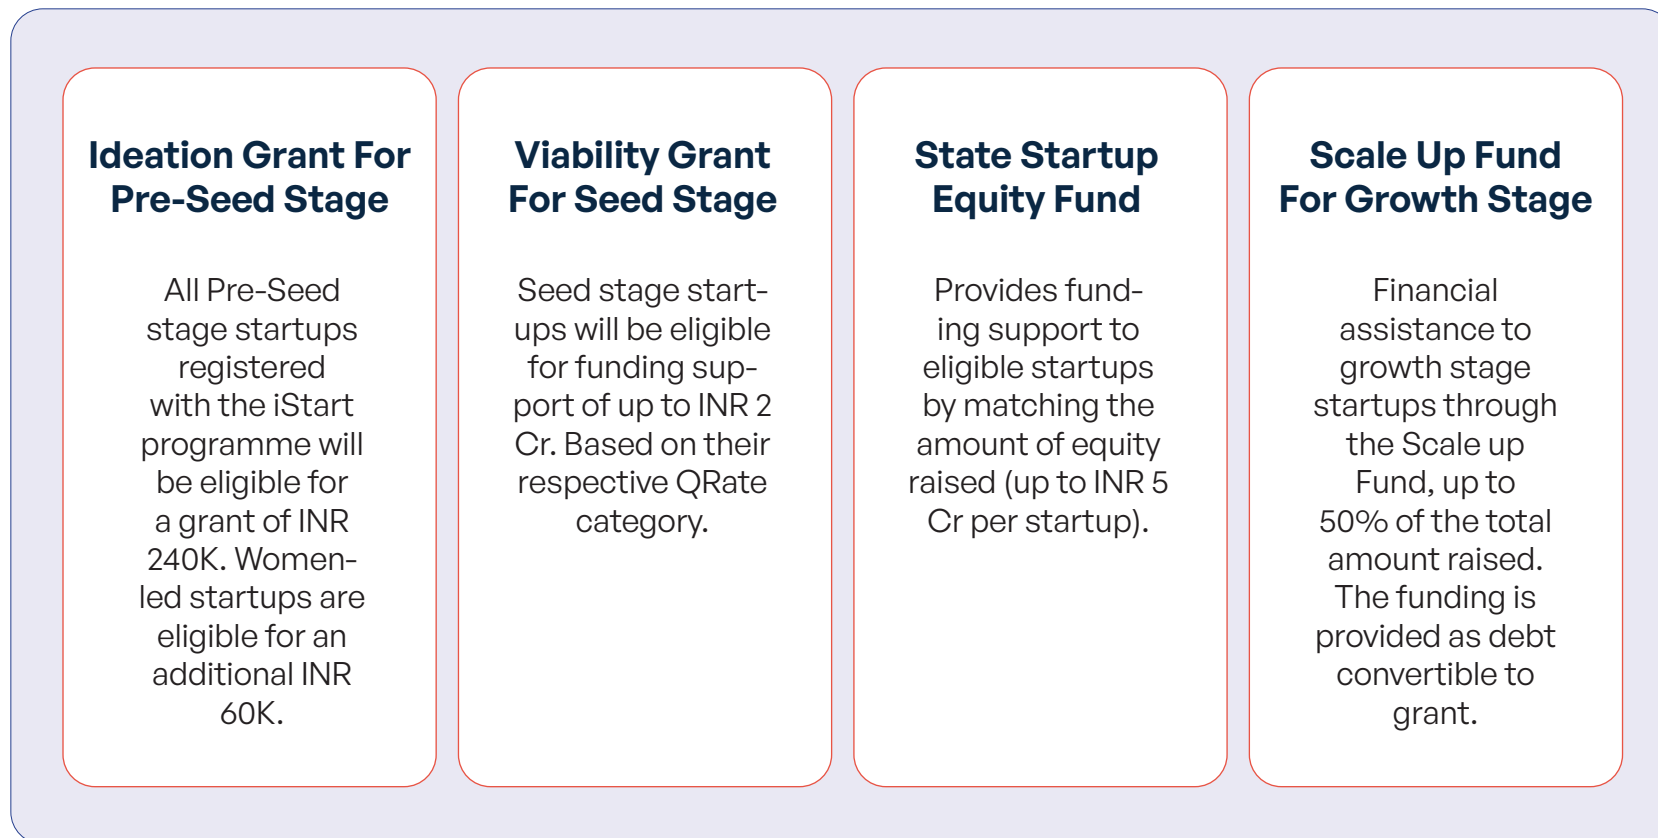 Ideation Grant For
Pre-Seed Stage
All Pre-Seed
stage startups
registered
with the iStart
programme will
be eligible for
a grant of INR
240K. Women-
led startups are
eligible for an
additional INR
60K.
Viability Grant
For Seed Stage
Seed stage start-
ups will be eligible
for funding sup-
port of up to INR 2
Cr. Based on their
respective QRate
category.
State Startup
Equity Fund
Provides fund-
ing support to
eligible startups
by matching the
amount of equity
raised (up to INR 5
Cr per startup).
Scale Up Fund
For Growth Stage
Financial
assistance to
growth stage
startups through
the Scale up
Fund, up to
50% of the total
amount raised.
The funding is
provided as debt
convertible to
grant.